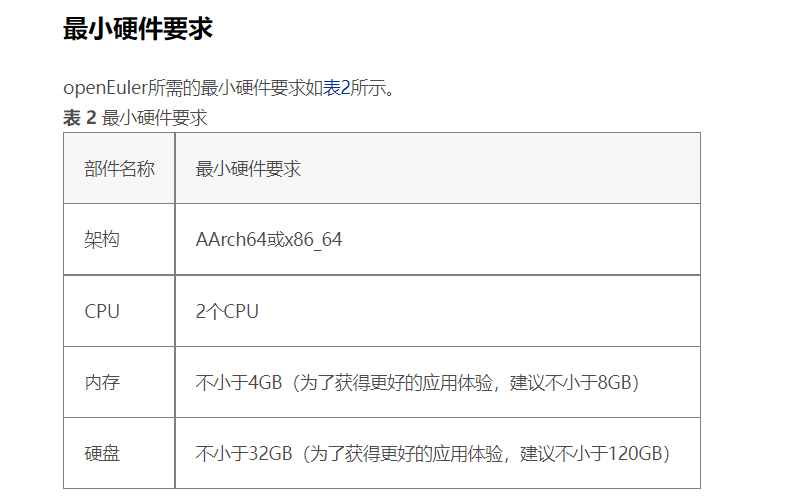 最小硬件要求
openEuler所需的最小硬件要求如表2所示。
表 2 最小硬件要求
部件名称 最小硬件要求
架构 AArch64或x86_64
CPU 2个CPU
内存 不小于4GB（为了获得更好的应用体验，建议不小于8GB）
硬盘 不小于32GB（为了获得更好的应用体验，建议不小于120GB）